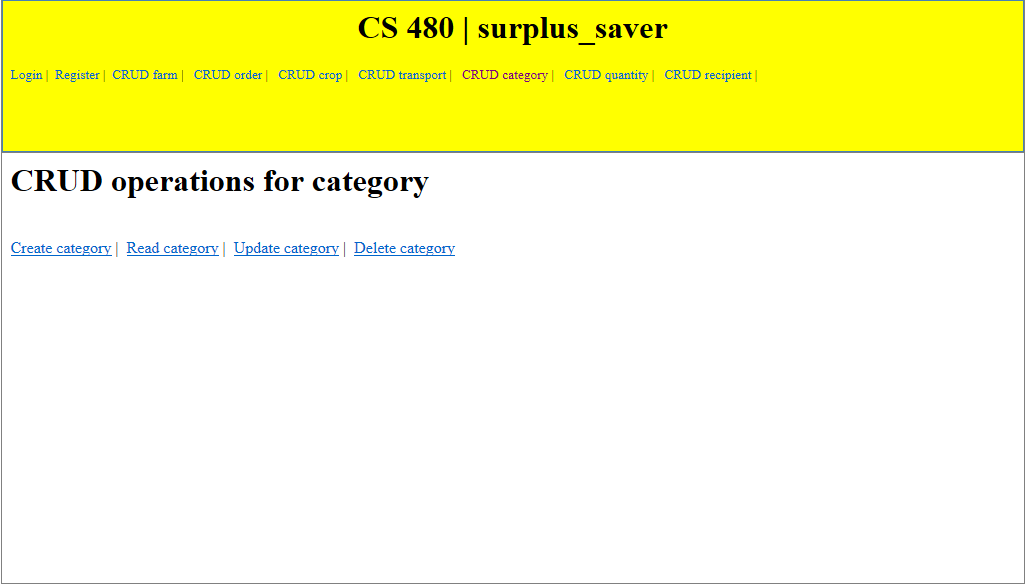 CS 480 | surplus_saver
Login | Register | CRUD farm | CRUD order | CRUD crop | CRUD transport | CRUD category | CRUD quantity | CRUD recipient |
CRUD operations for category
Create category | Read category | Update category | Delete category